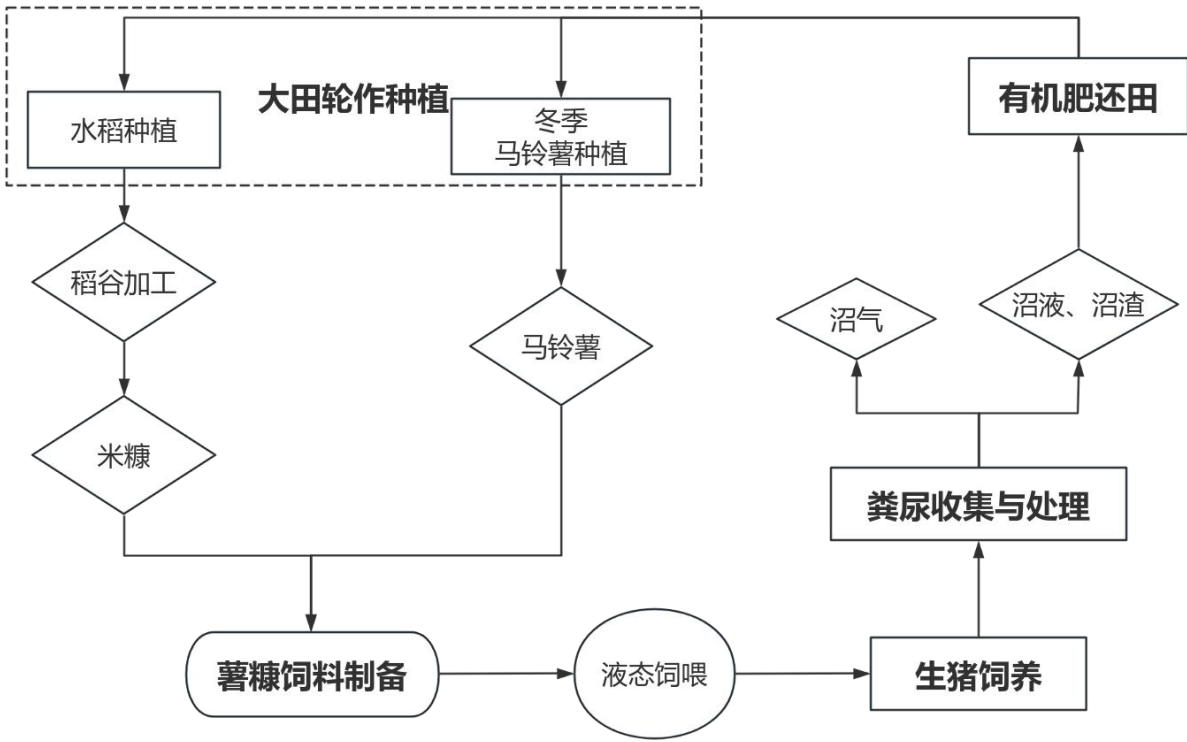 大田轮作种植
有机肥还田
水稻种植
冬季
马铃薯种植
稻谷加工
马铃薯
沼气
沼液、沼渣
米糠
粪尿收集与处理
薯糠饲料制备
液态饲喂
生猪饲养